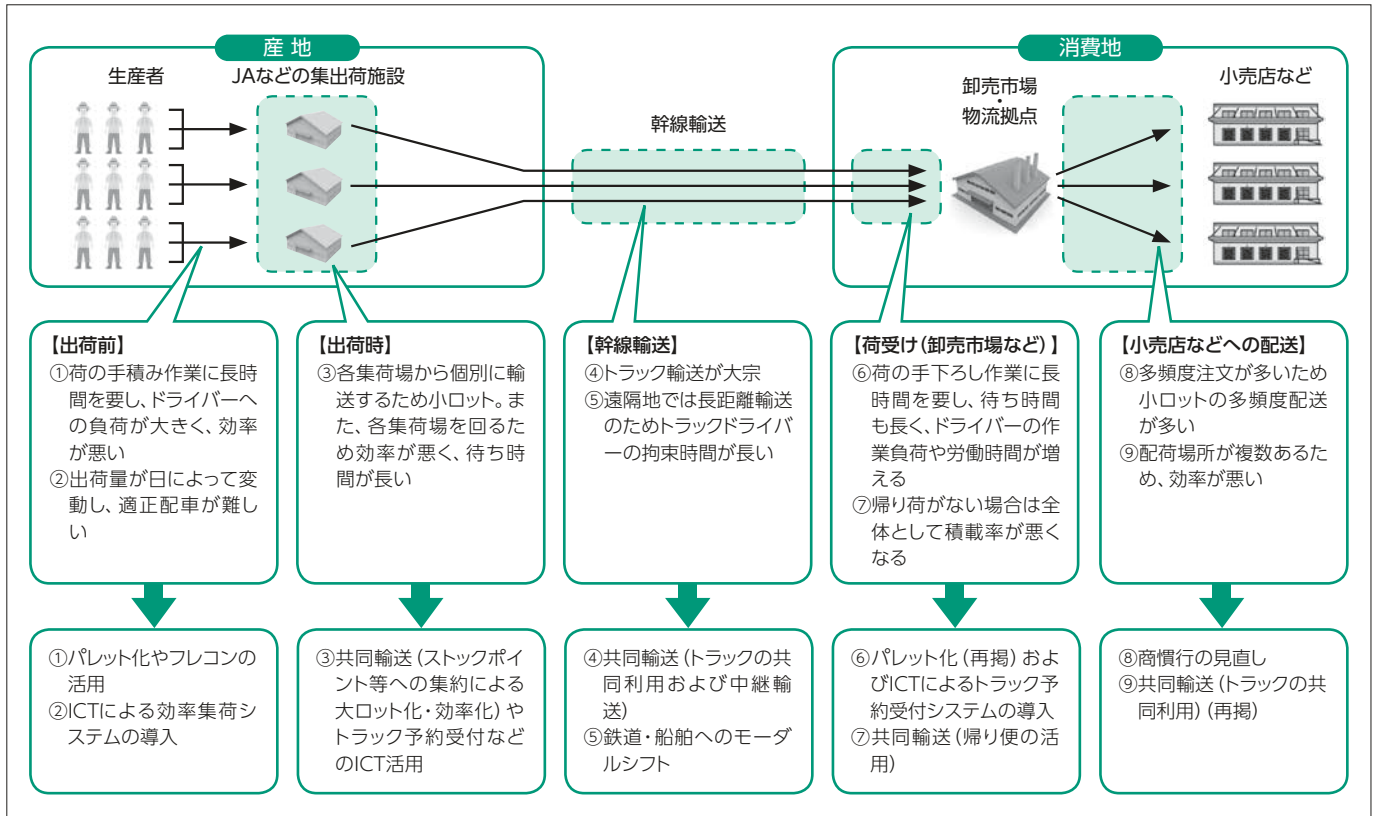 産 地
消費地
生産者
JAなどの集出荷施設
幹線輸送
卸売市場
・
物流拠点
小売店など
【出荷前】
①荷の手積み作業に長時
間を要し、ドライバーへ
の負荷が大きく、効率
が悪い
②出荷量が日によって変
動し、適正配車が難し
い
【出荷時】
③各集荷場から個別に輸
送するため小ロット。ま
た、各集荷場を回るた
め効率が悪く、待ち時
間が長い
【幹線輸送】
④トラック輸送が大宗
⑤遠隔地では長距離輸送
のためトラックドライバ
ーの拘束時間が長い
【荷受け（卸売市場など）】
⑥荷の手下ろし作業に長
時間を要し、待ち時間
も長く、ドライバーの作
業負荷や労働時間が増
える
⑦帰り荷がない場合は全
体として積載率が悪く
なる
【小売店などへの配送】
⑧多頻度注文が多いため
小ロットの多頻度配送
が多い
⑨配荷場所が複数あるた
め、効率が悪い
①パレット化やフレコンの
活用
②ICTによる効率集荷シ
ステムの導入
③共同輸送（ストックポイ
ント等への集約による
大ロット化・効率化）や
トラック予約受付など
のICT活用
④共同輸送（トラックの共
同利用および中継輸
送）
⑤鉄道・船舶へのモーダ
ルシフト
⑥パレット化（再掲）およ
びICTによるトラック予
約受付システムの導入
⑦共同輸送（帰り便の活
用）
⑧商慣行の見直し
⑨共同輸送（トラックの共
同利用）（再掲）